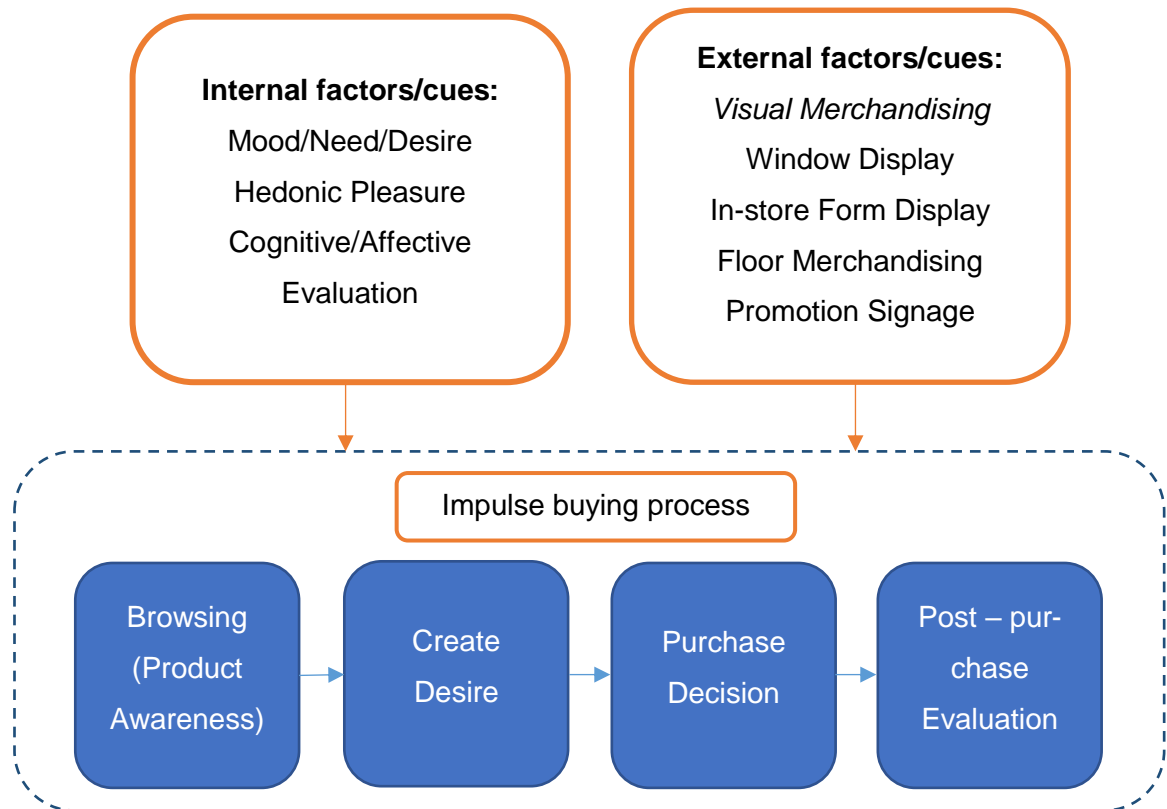 Internal factors/cues:
Mood/Need/Desire
Hedonic Pleasure
Cognitive/Affective
Evaluation
External factors/cues:
Visual Merchandising
Window Display
In-store Form Display
Floor Merchandising
Promotion Signage
Impulse buying process
Browsing
(Product
Awareness)
Create
Desire
Purchase
Decision
Post – pur-
chase
Evaluation